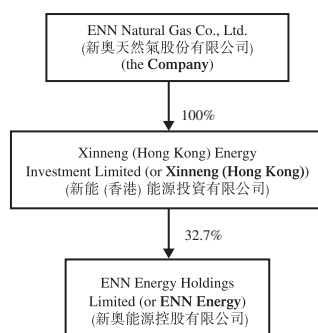 ENN Natural Gas Co., Ltd.
(新奧天然氣股份有限公司)
(the Company)
100%
Xinneng (Hong Kong) Energy
Investment Limited (or Xinneng (Hong Kong))
(新能 (香港) 能源投資有限公司)
32.7%
ENN Energy Holdings
Limited (or ENN Energy)
(新奧能源控股有限公司)